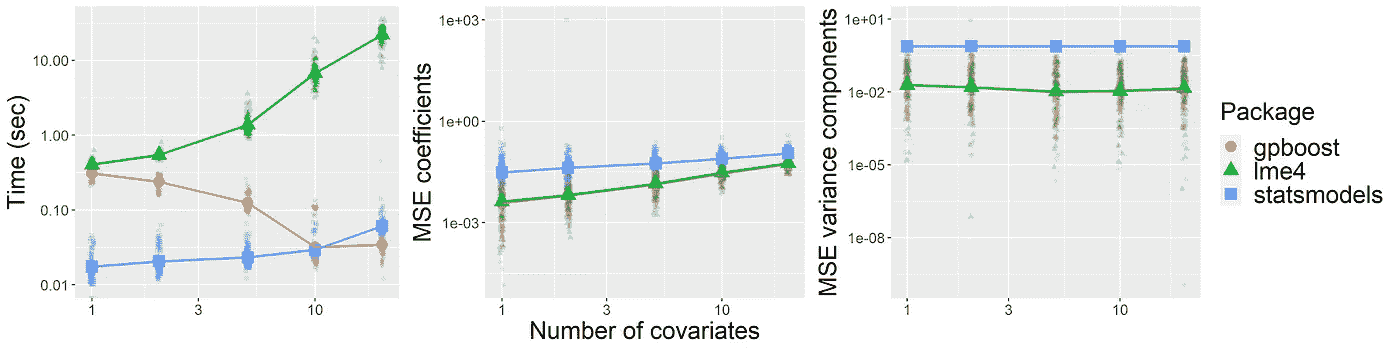 Time (sec)
10.00
1.00
0.10
0.01
1
3
10
MSE coefficients
1e+03
1e+00
1e-03
1
3
10
Number of covariates
MSE variance components
1e+01
1e-02
1e-05
1e-08
1
3
10
Package
gpboost
lme4
statsmodels